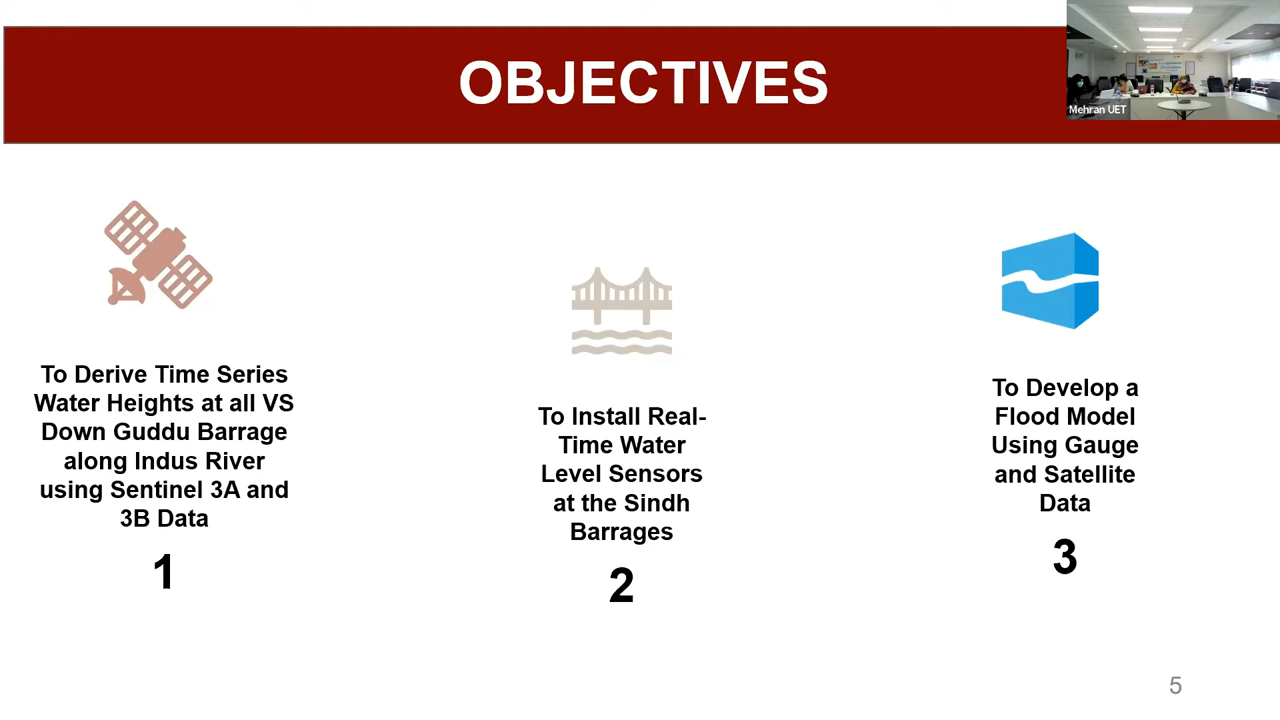 OBJECTIVES
Mehran UET
To Derive Time Series
Water Heights at all VS
Down Guddu Barrage
along Indus River
using Sentinel 3A and
3B Data
1
To Install Real-
Time Water
Level Sensors
at the Sindh
Barrages
2
To Develop a
Flood Model
Using Gauge
and Satellite
Data
3
5